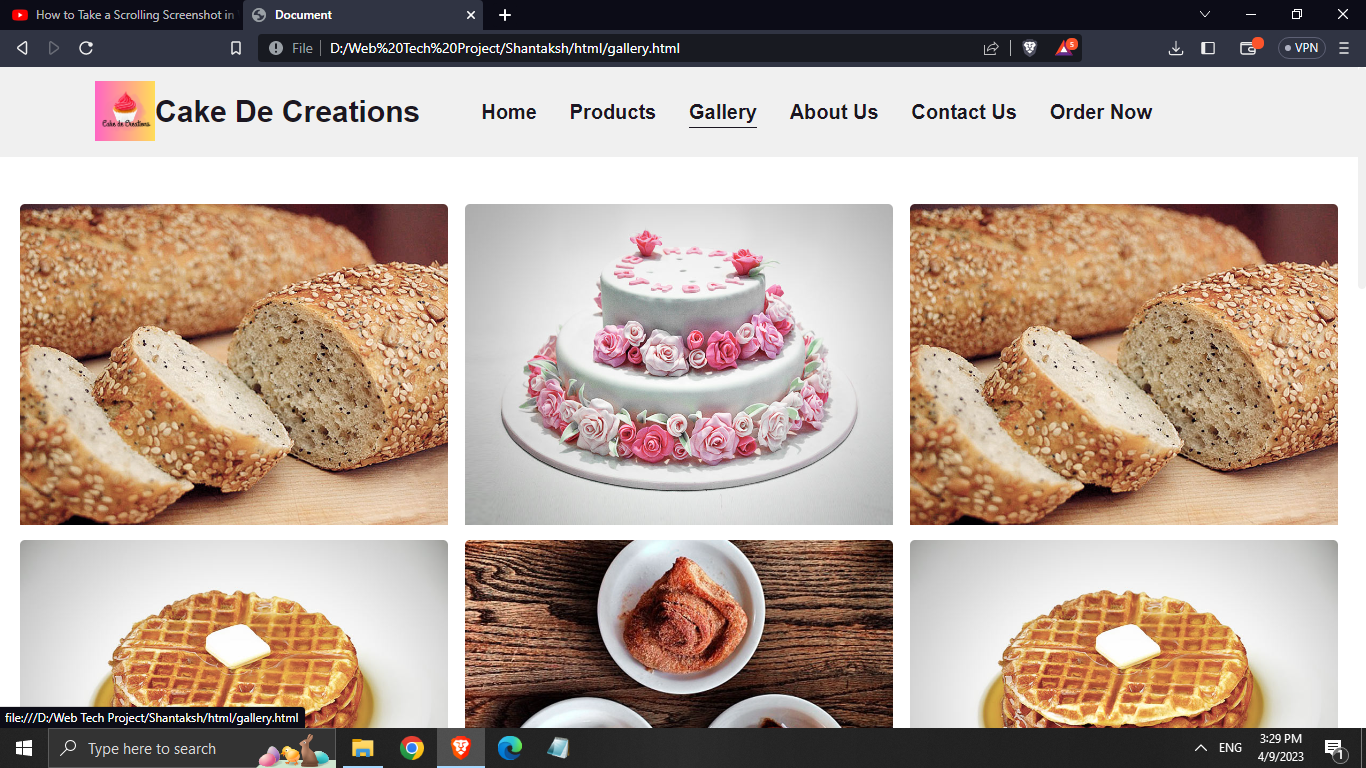 How to Take a Scrolling Screenshot in
Document
File
D:/Web%20Tech%20Project/Shantaksh/html/gallery.html
5
VPN
Cake de Creations
Cake De Creations
Home
Products
Gallery
About Us
Contact Us
Order Now
file:///D:/Web Tech Project/Shantaksh/html/gallery.html
Type here to search
ENG
3:29 PM
4/9/2023
1